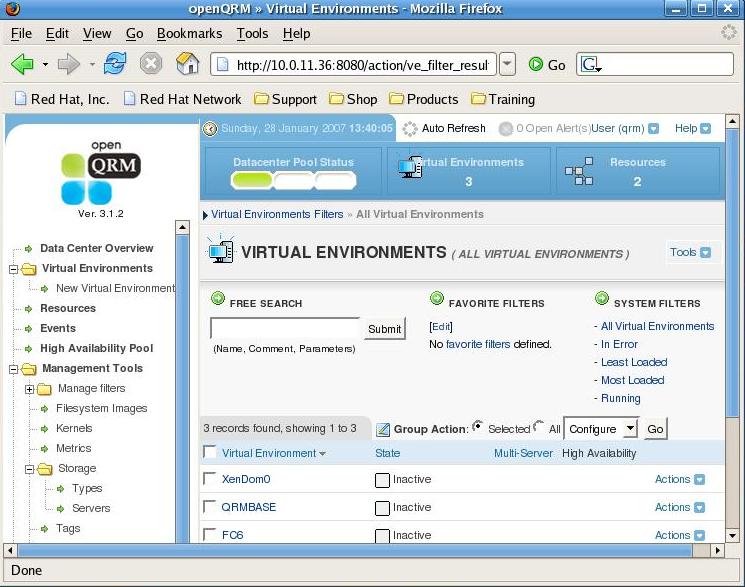 openQRM » Virtual Environments - Mozilla Firefox
File Edit View Go Bookmarks Tools Help
http://10.0.11.36:8080/action/ve_filter_resul Go G
Red Hat, Inc. Red Hat Network Support Shop Products Training
Sunday, 28 January 2007 13:40:05 Auto Refresh 0 Open Alert(s) User (qrm) Help
open
QRM
Ver. 3.1.2
Datacenter Pool Status
Virtual Environments
3
Resources
2
Virtual Environments Filters » All Virtual Environments
VIRTUAL ENVIRONMENTS ( ALL VIRTUAL ENVIRONMENTS )
Tools
Data Center Overview
Virtual Environments
New Virtual Environment
Resources
Events
High Availability Pool
Management Tools
Manage filters
Filesystem Images
Kernels
Metrics
Storage
Types
Servers
Tags
FREE SEARCH
Submit
(Name, Comment, Parameters)
FAVORITE FILTERS
[Edit]
No favorite filters defined.
SYSTEM FILTERS
- All Virtual Environments
- In Error
- Least Loaded
- Most Loaded
- Running
3 records found, showing 1 to 3
Group Action: Selected All Configure Go
Virtual Environment State Multi-Server High Availability
XenDom0 Inactive Actions
QRMBASE Inactive Actions
FC6 Inactive Actions
Done